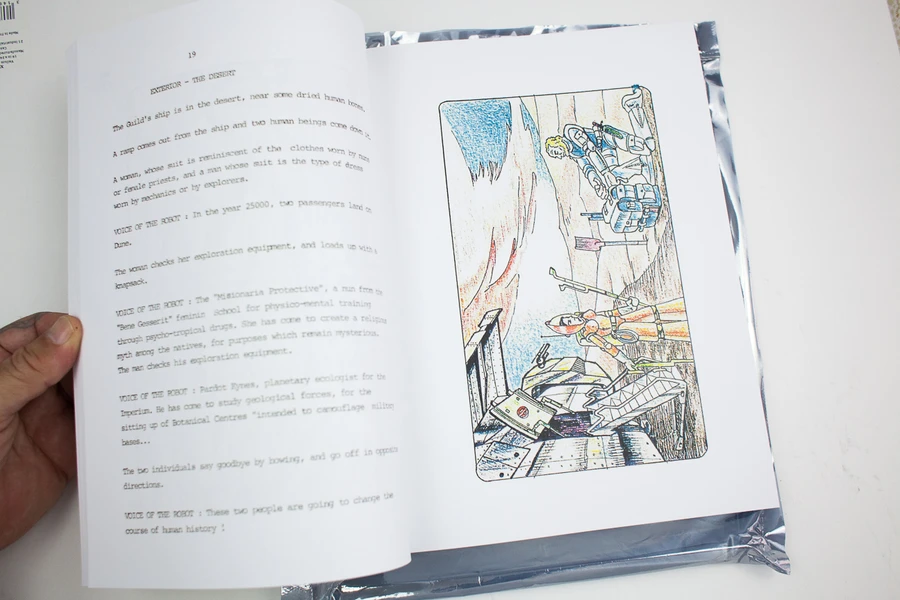 19
EXTERIOR - THE DESERT
The Guild's ship is in the desert, near some dried human bones.
A ramp comes out from the ship and two human beings come down it.
A woman, whose suit is reminiscent of the clothes worn by nuns
or female priests, and a man whose suit is the type of dress
worn by mechanics or by explorers.
VOICE OF THE ROBOT : In the year 25000, two passengers land on
Dune.
The woman checks her exploration equipment, and loads up with a
knapsack.
VOICE OF THE ROBOT : The "Misionaria Protective", a nun from the
"Bene Gesserit" feminin School for physico-mental training
through psycho-tropical drugs. She has come to create a religious
myth among the natives, for purposes which remain mysterious.
The man checks his exploration equipment.
VOICE OF THE ROBOT : Pardot Kynes, planetary ecologist for the
Imperium. He has come to study geological forces, for the
sitting up of Botanical Centres "intended to camouflage
bases...
The two individuals say goodbye by bowing, and go off in opposite
directions.
VOICE OF THE ROBOT : These two people are going to change the
course of human history !